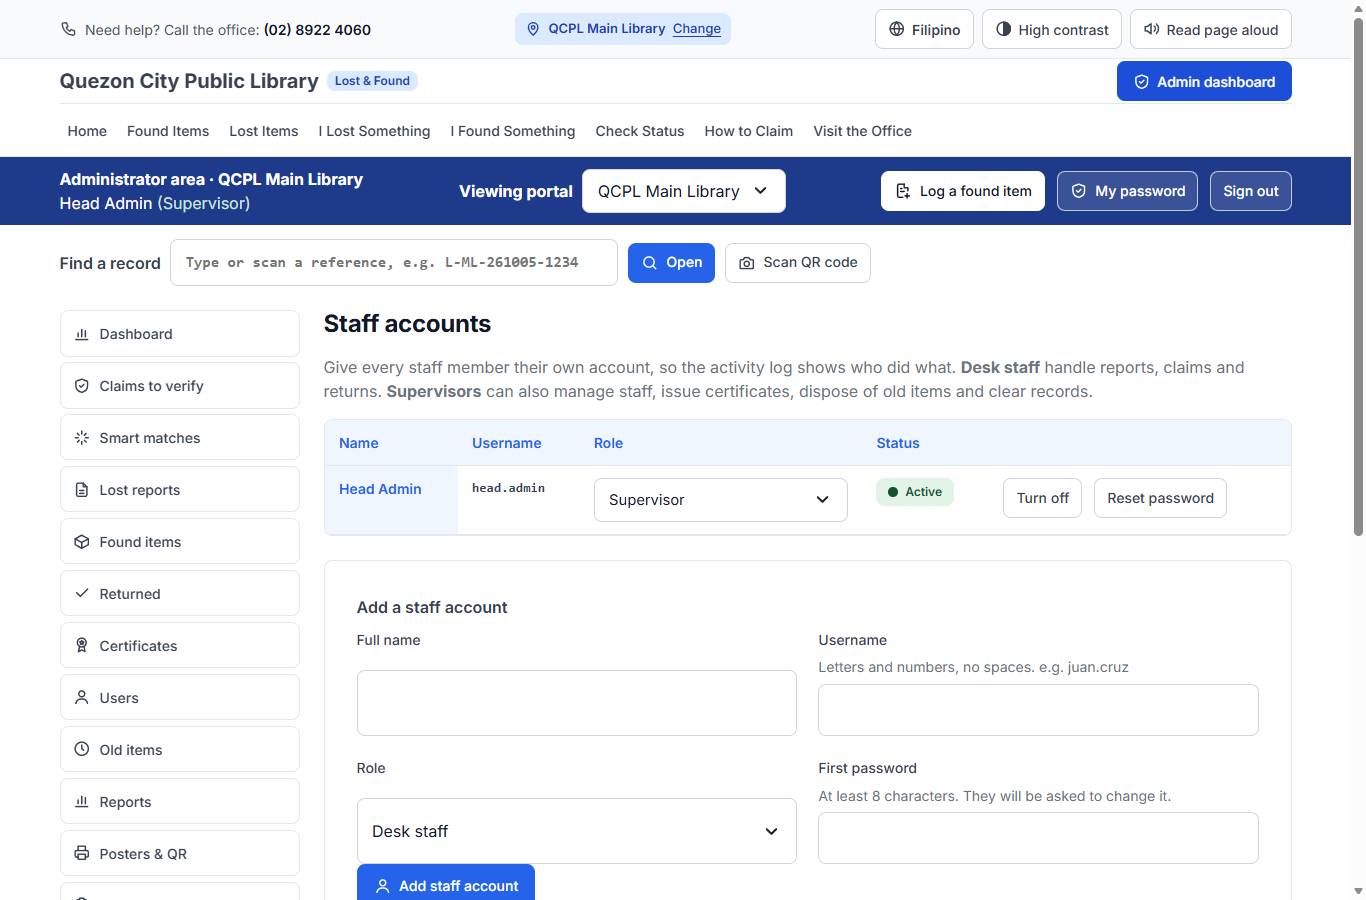 Need help? Call the office: (02) 8922 4060
QCPL Main Library Change
Filipino
High contrast
Read page aloud
Quezon City Public Library
Lost & Found
Admin dashboard
Home
Found Items
Lost Items
I Lost Something
I Found Something
Check Status
How to Claim
Visit the Office
Administrator area · QCPL Main Library
Head Admin (Supervisor)
Viewing portal
QCPL Main Library
Log a found item
My password
Sign out
Find a record
Type or scan a reference, e.g. L-ML-261005-1234
Open
Scan QR code
Dashboard
Claims to verify
Smart matches
Lost reports
Found items
Returned
Certificates
Users
Old items
Reports
Posters & QR
Staff accounts
Give every staff member their own account, so the activity log shows who did what. Desk staff handle reports, claims and
returns. Supervisors can also manage staff, issue certificates, dispose of old items and clear records.
Name
Username
Role
Status
Head Admin
head.admin
Supervisor
Active
Turn off
Reset password
Add a staff account
Full name
Username
Letters and numbers, no spaces. e.g. juan.cruz
Role
Desk staff
First password
At least 8 characters. They will be asked to change it.
Add staff account